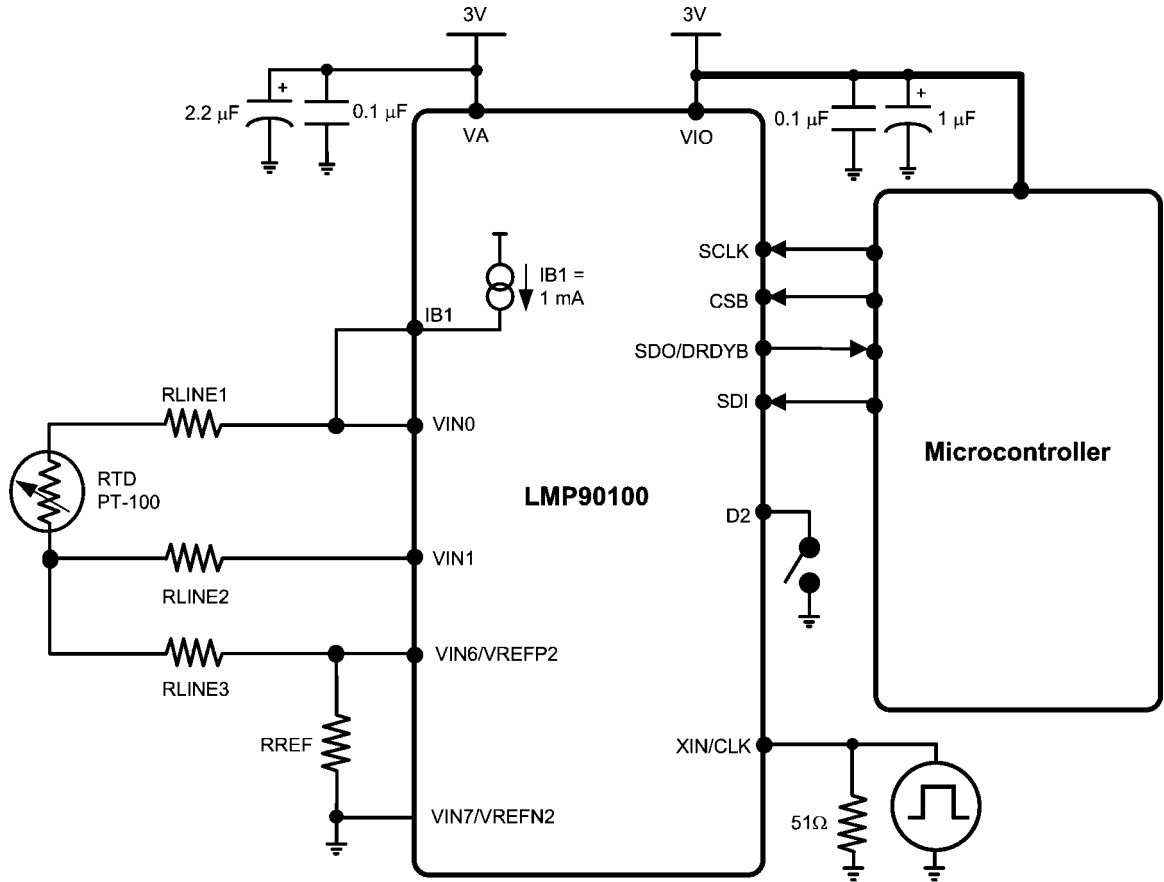 3V
3V
+
2.2 µF
0.1 µF
0.1 µF
+
1 µF
VA
VIO
SCLK
IB1 =
1 mA
CSB
IB1
SDO/DRDYB
RLINE1
SDI
VIN0
Microcontroller
RTD
PT-100
LMP90100
D2
VIN1
RLINE2
VIN6/VREFP2
RLINE3
RREF
XIN/CLK
VIN7/VREFN2
51Ω